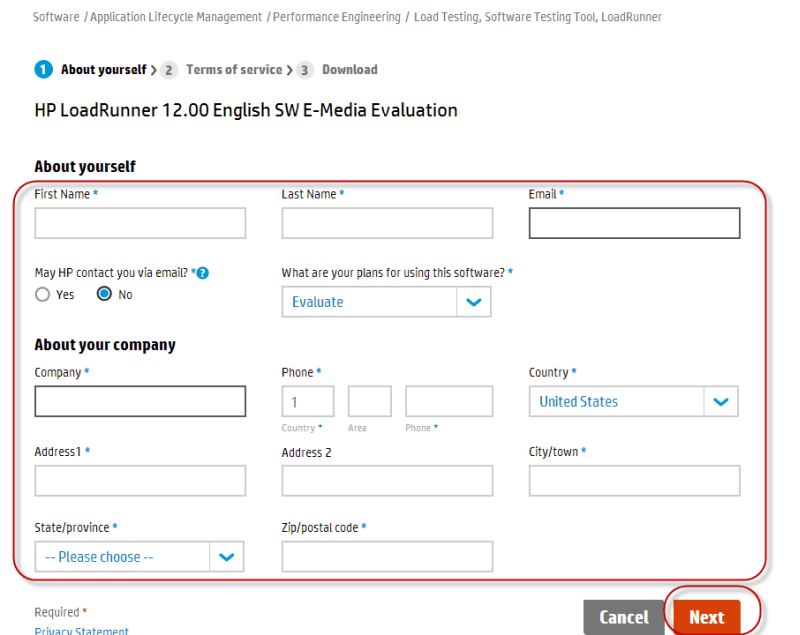 Software / Application Lifecycle Management / Performance Engineering / Load Testing, Software Testing Tool, LoadRunner
1 About yourself > 2 Terms of service > 3 Download
HP LoadRunner 12.00 English SW E-Media Evaluation
About yourself
First Name * Last Name * Email *
May HP contact you via email? * ? What are your plans for using this software? *
Yes No Evaluate
About your company
Company * Phone * Country *
1 United States
Country * Area Phone *
Address1 * Address 2 City/town *
State/province * Zip/postal code *
-- Please choose --
Required *
Cancel Next
Privacy Statement